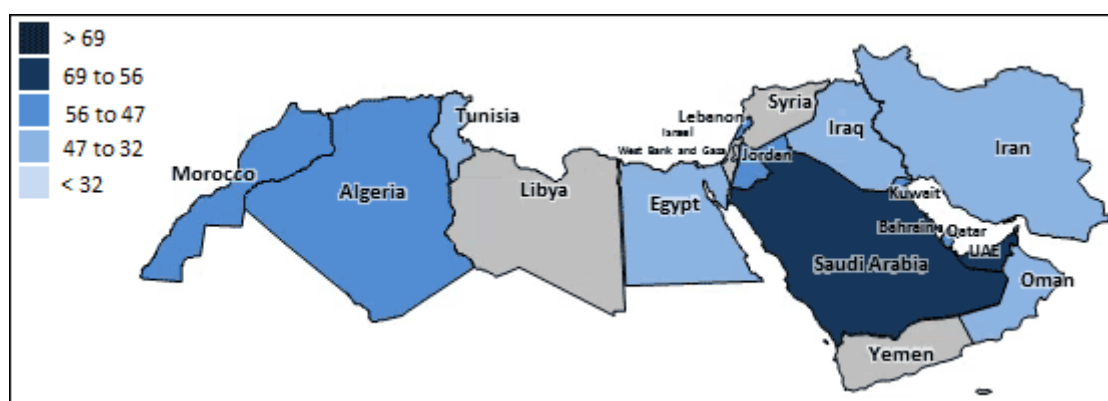 > 69
69 to 56
56 to 47
47 to 32
< 32
Morocco
Algeria
Tunisia
Libya
Egypt
Lebanon
Israel
West Bank and Gaza
Syria
Jordan
Iraq
Iran
Kuwait
Bahrain
Qatar
UAE
Saudi Arabia
Oman
Yemen